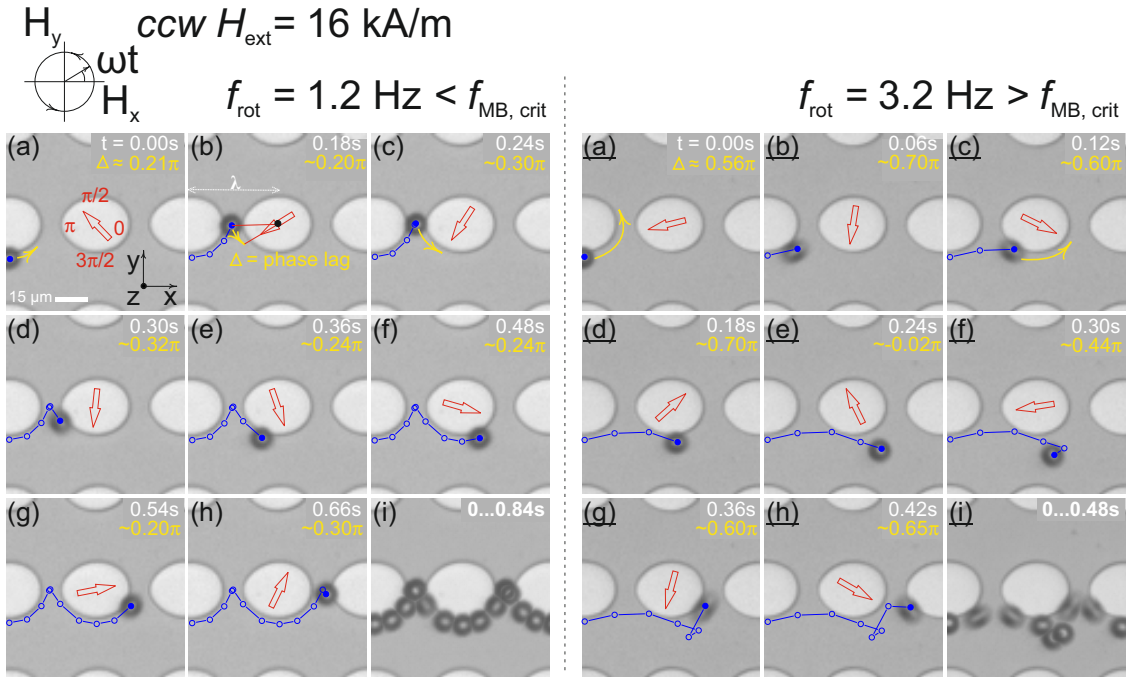 H_y
ccw H_ext = 16 kA/m
ωt
H_x
f_rot = 1.2 Hz < f_MB, crit
f_rot = 3.2 Hz > f_MB, crit
(a) t = 0.00s
Δ ≈ 0.21π
π/2
π 0
3π/2
y
z x
15 µm
(b) 0.18s
~0.20π
λ
Δ = phase lag
(c) 0.24s
~0.30π
(a) t = 0.00s
Δ ≈ 0.56π
(b) 0.06s
~0.70π
(c) 0.12s
~0.60π
(d) 0.30s
~0.32π
(e) 0.36s
~0.24π
(f) 0.48s
~0.24π
(d) 0.18s
~0.70π
(e) 0.24s
~-0.02π
(f) 0.30s
~0.44π
(g) 0.54s
~0.20π
(h) 0.66s
~0.30π
(i) 0...0.84s
(g) 0.36s
~0.60π
(h) 0.42s
~0.65π
(i) 0...0.48s